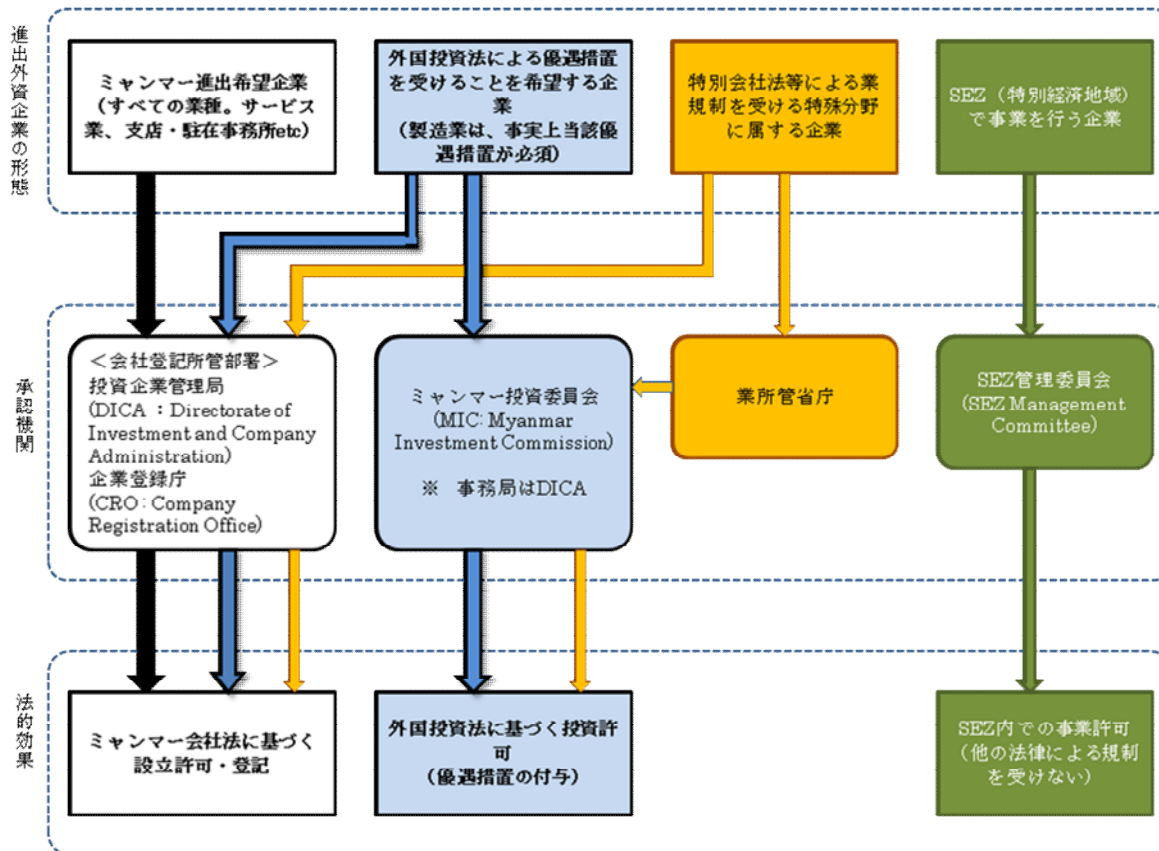 進出外資企業の形態
ミャンマー進出希望企業
(すべての業種。サービス
業、支店・駐在事務所etc)
外国投資法による優遇措置
を受けることを希望する企
業
(製造業は、事実上当該優
遇措置が必須)
特別会社法等による業
規制を受ける特殊分野
に属する企業
SEZ(特別経済地域)
で事業を行う企業
承認機関
<会社登記所管部署>
投資企業管理局
(DICA : Directorate of
Investment and Company
Administration)
企業登録庁
(CRO: Company
Registration Office)
ミャンマー投資委員会
(MIC: Myanmar
Investment Commission)
※ 事務局はDICA
業所管省庁
SEZ管理委員会
(SEZ Management
Committee)
法的効果
ミャンマー会社法に基づく
設立許可・登記
外国投資法に基づく投資許
可
(優遇措置の付与)
SEZ内での事業許可
(他の法律による規制
を受けない)